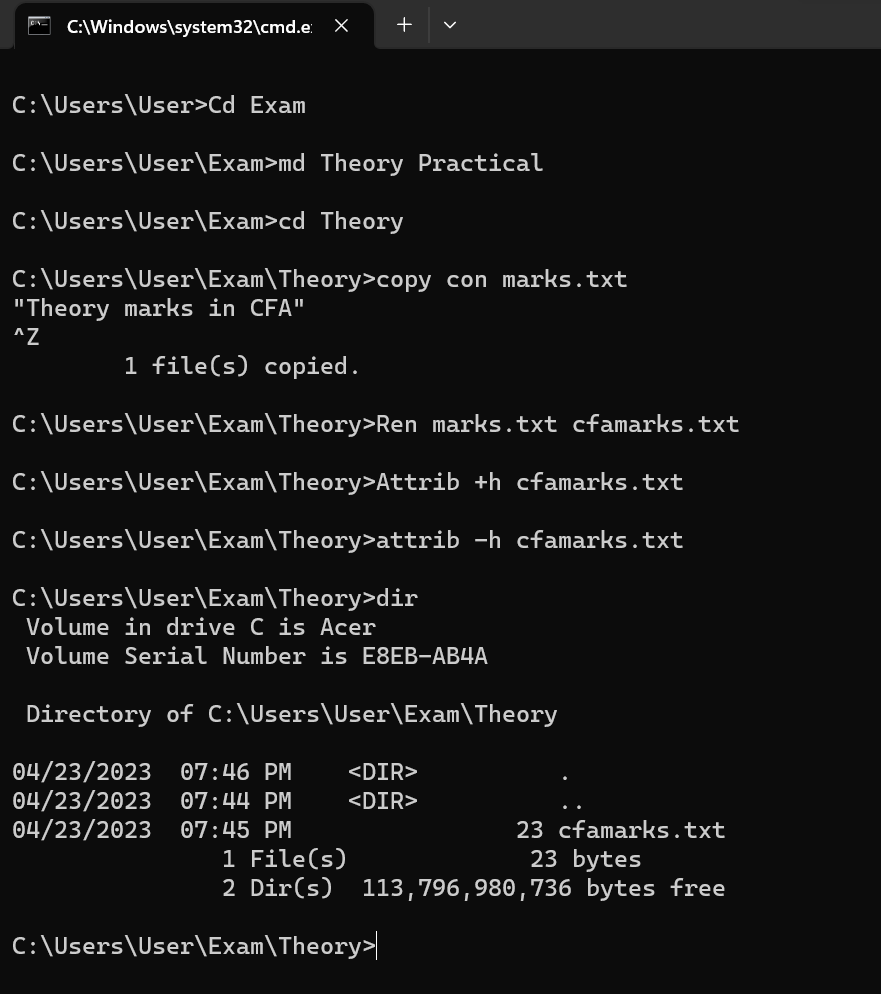 C:\Windows\system32\cmd.e
C:\Users\User>Cd Exam
C:\Users\User\Exam>md Theory Practical
C:\Users\User\Exam>cd Theory
C:\Users\User\Exam\Theory>copy con marks.txt
"Theory marks in CFA"
^Z
        1 file(s) copied.
C:\Users\User\Exam\Theory>Ren marks.txt cfamarks.txt
C:\Users\User\Exam\Theory>Attrib +h cfamarks.txt
C:\Users\User\Exam\Theory>attrib -h cfamarks.txt
C:\Users\User\Exam\Theory>dir
 Volume in drive C is Acer
 Volume Serial Number is E8EB-AB4A
 Directory of C:\Users\User\Exam\Theory
04/23/2023  07:46 PM    <DIR>          .
04/23/2023  07:44 PM    <DIR>          ..
04/23/2023  07:45 PM                23 cfamarks.txt
               1 File(s)             23 bytes
               2 Dir(s)  113,796,980,736 bytes free
C:\Users\User\Exam\Theory>